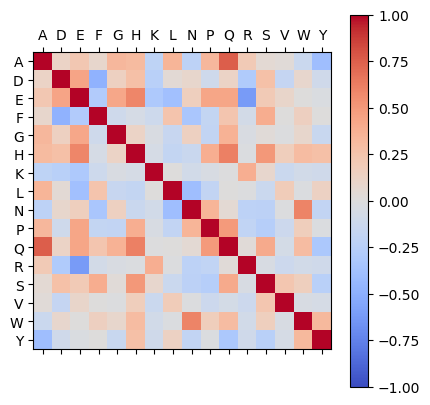 A D E F G H K L N P Q R S V W Y
A
D
E
F
G
H
K
L
N
P
Q
R
S
V
W
Y
1.00
0.75
0.50
0.25
0.00
−0.25
−0.50
−0.75
−1.00